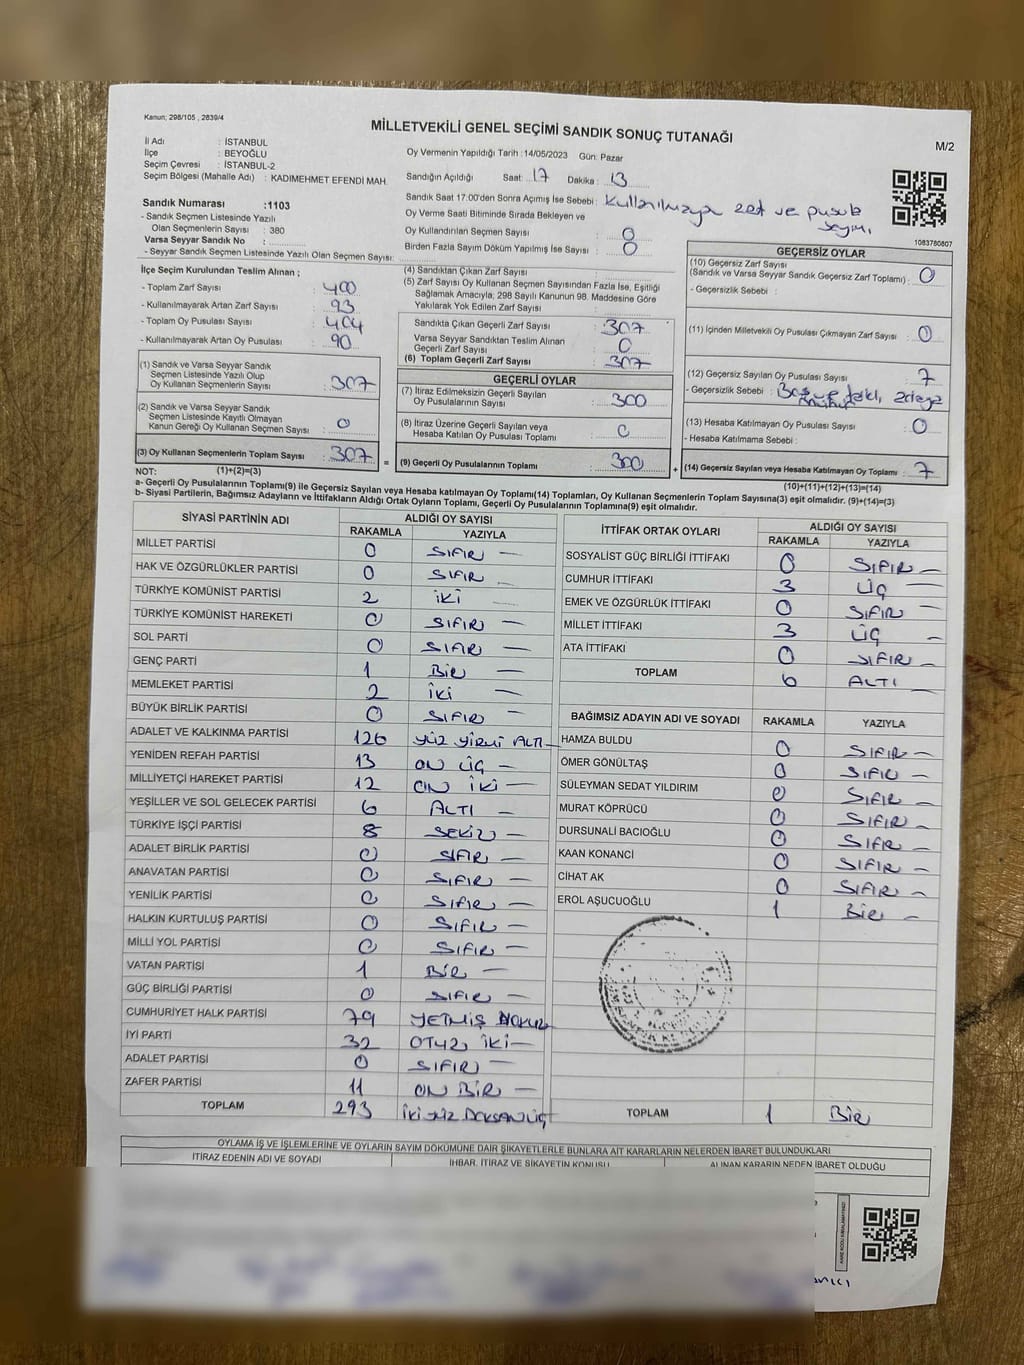 Kanun; 298/105 , 2839/4
MİLLETVEKİLİ GENEL SEÇİMİ SANDIK SONUÇ TUTANAĞI
M/2
İl Adı : İSTANBUL
İlçe : BEYOĞLU
Seçim Çevresi : İSTANBUL-2
Seçim Bölgesi (Mahalle Adı) : KADIMEHMET EFENDİ MAH.
Oy Vermenin Yapıldığı Tarih :14/05/2023 Gün: Pazar
Sandığın Açıldığı Saat: 17 Dakika : 13
Sandık Saat 17.00'den Sonra Açımış İse Sebebi : Kullanılmayan zarf ve pusula sayımı
Oy Verme Saati Bitiminde Sırada Bekleyen ve
Oy Kullandırılan Seçmen Sayısı : 0
Birden Fazla Sayım Döküm Yapılmış İse Sayısı : 0
1083780807
Sandık Numarası :1103
- Sandık Seçmen Listesinde Yazılı
Olan Seçmenlerin Sayısı : 380
Varsa Seyyar Sandık No :
- Seyyar Sandık Seçmen Listesinde Yazılı Olan Seçmen Sayısı:
İlçe Seçim Kurulundan Teslim Alınan ;
- Toplam Zarf Sayısı : 400
- Kullanılmayarak Artan Zarf Sayısı : 93
- Toplam Oy Pusulası Sayısı : 404
- Kullanılmayarak Artan Oy Pusulası : 90
(1) Sandık ve Varsa Seyyar Sandık
Seçmen Listesinde Yazılı Olup
Oy Kullanan Seçmenlerin Sayısı : 307
(2) Sandık ve Varsa Seyyar Sandık
Seçmen Listesinde Kayıtlı Olmayan
Kanun Gereği Oy Kullanan Seçmen Sayısı : 0
(3) Oy Kullanan Seçmenlerin Toplam Sayısı : 307
(4) Sandıktan Çıkan Zarf Sayısı :
(5) Zarf Sayısı Oy Kullanan Seçmen Sayısından Fazla İse, Eşitliği
Sağlamak Amacıyla, 298 Sayılı Kanunun 98. Maddesine Göre
Yakılarak Yok Edilen Zarf Sayısı :
Sandıkta Çıkan Geçerli Zarf Sayısı : 307
Varsa Seyyar Sandıktan Teslim Alınan
Geçerli Zarf Sayısı : 0
(6) Toplam Geçerli Zarf Sayısı : 307
GEÇERLİ OYLAR
(7) İtiraz Edilmeksizin Geçerli Sayılan
Oy Pusulalarının Sayısı : 300
(8) İtiraz Üzerine Geçerli Sayılan veya
Hesaba Katılan Oy Pusulası Toplamı : 0
= (9) Geçerli Oy Pusulalarının Toplamı : 300 +
GEÇERSİZ OYLAR
(10) Geçersiz Zarf Sayısı
(Sandık ve Varsa Seyyar Sandık Geçersiz Zarf Toplamı) : 0
- Geçersizlik Sebebi :
(11) İçinden Milletvekili Oy Pusulası Çıkmayan Zarf Sayısı : 0
(12) Geçersiz Sayılan Oy Pusulası Sayısı : 7
- Geçersizlik Sebebi :
(13) Hesaba Katılmayan Oy Pusulası Sayısı : 0
- Hesaba Katılmama Sebebi :
(14) Geçersiz Sayılan veya Hesaba Katılmayan Oy Toplamı : 7
NOT: (1)+(2)=(3)
(10)+(11)+(12)+(13)=(14)
a- Geçerli Oy Pusulaları Toplamı(9) ile Geçersiz Sayılan veya Hesaba katılmayan Oy Toplamı(14) Toplamları, Oy Kullanan Seçmenlerin Toplam Sayısına(3) eşit olmalıdır. (9)+(14)=(3)
b- Siyasi Partilerin, Bağımsız Adayların ve İttifakların Aldığı Ortak Oyların Toplamı, Geçerli Oy Pusulalarının Toplamına(9) eşit olmalıdır.
SİYASİ PARTİNİN ADI ALDIĞI OY SAYISI
RAKAMLA YAZIYLA
MİLLET PARTİSİ 0 SIFIR —
HAK VE ÖZGÜRLÜKLER PARTİSİ 0 SIFIR —
TÜRKİYE KOMÜNİST PARTİSİ 2 İKİ —
TÜRKİYE KOMÜNİST HAREKETİ 0 SIFIR —
SOL PARTİ 0 SIFIR —
GENÇ PARTİ 1 BİR —
MEMLEKET PARTİSİ 2 İKİ —
BÜYÜK BİRLİK PARTİSİ 0 SIFIR —
ADALET VE KALKINMA PARTİSİ 126 YÜZ YİRMİ ALTI —
YENİDEN REFAH PARTİSİ 13 ON ÜÇ —
MİLLİYETÇİ HAREKET PARTİSİ 12 ON İKİ —
YEŞİLLER VE SOL GELECEK PARTİSİ 6 ALTI —
TÜRKİYE İŞÇİ PARTİSİ 8 SEKİZ —
ADALET BİRLİK PARTİSİ 0 SIFIR —
ANAVATAN PARTİSİ 0 SIFIR —
YENİLİK PARTİSİ 0 SIFIR —
HALKIN KURTULUŞ PARTİSİ 0 SIFIR —
MİLLİ YOL PARTİSİ 0 SIFIR —
VATAN PARTİSİ 1 BİR —
GÜÇ BİRLİĞİ PARTİSİ 0 SIFIR —
CUMHURİYET HALK PARTİSİ 79 YETMİŞ DOKUZ
İYİ PARTİ 32 OTUZ İKİ —
ADALET PARTİSİ 0 SIFIR —
ZAFER PARTİSİ 11 ON BİR —
TOPLAM 293 İKİ YÜZ DOKSAN ÜÇ
İTTİFAK ORTAK OYLARI ALDIĞI OY SAYISI
RAKAMLA YAZIYLA
SOSYALİST GÜÇ BİRLİĞİ İTTİFAKI 0 SIFIR —
CUMHUR İTTİFAKI 3 ÜÇ —
EMEK VE ÖZGÜRLÜK İTTİFAKI 0 SIFIR —
MİLLET İTTİFAKI 3 ÜÇ —
ATA İTTİFAKI 0 SIFIR —
TOPLAM 6 ALTI —
BAĞIMSIZ ADAYIN ADI VE SOYADI RAKAMLA YAZIYLA
HAMZA BULDU 0 SIFIR —
ÖMER GÖNÜLTAŞ 0 SIFIR —
SÜLEYMAN SEDAT YILDIRIM 0 SIFIR —
MURAT KÖPRÜCÜ 0 SIFIR —
DURSUNALİ BACIOĞLU 0 SIFIR —
KAAN KONANCİ 0 SIFIR —
CİHAT AK 0 SIFIR —
EROL AŞUCUOĞLU 1 BİR —
TOPLAM 1 BİR
OYLAMA İŞ VE İŞLEMLERİNE VE OYLARIN SAYIM DÖKÜMÜNE DAİR ŞİKAYETLERLE BUNLARA AİT KARARLARIN NELERDEN İBARET BULUNDUKLARI
İTİRAZ EDENİN ADI VE SOYADI İHBAR, İTİRAZ VE ŞİKAYETİN KONUSU ALINAN KARARIN NEDEN İBARET OLDUĞU